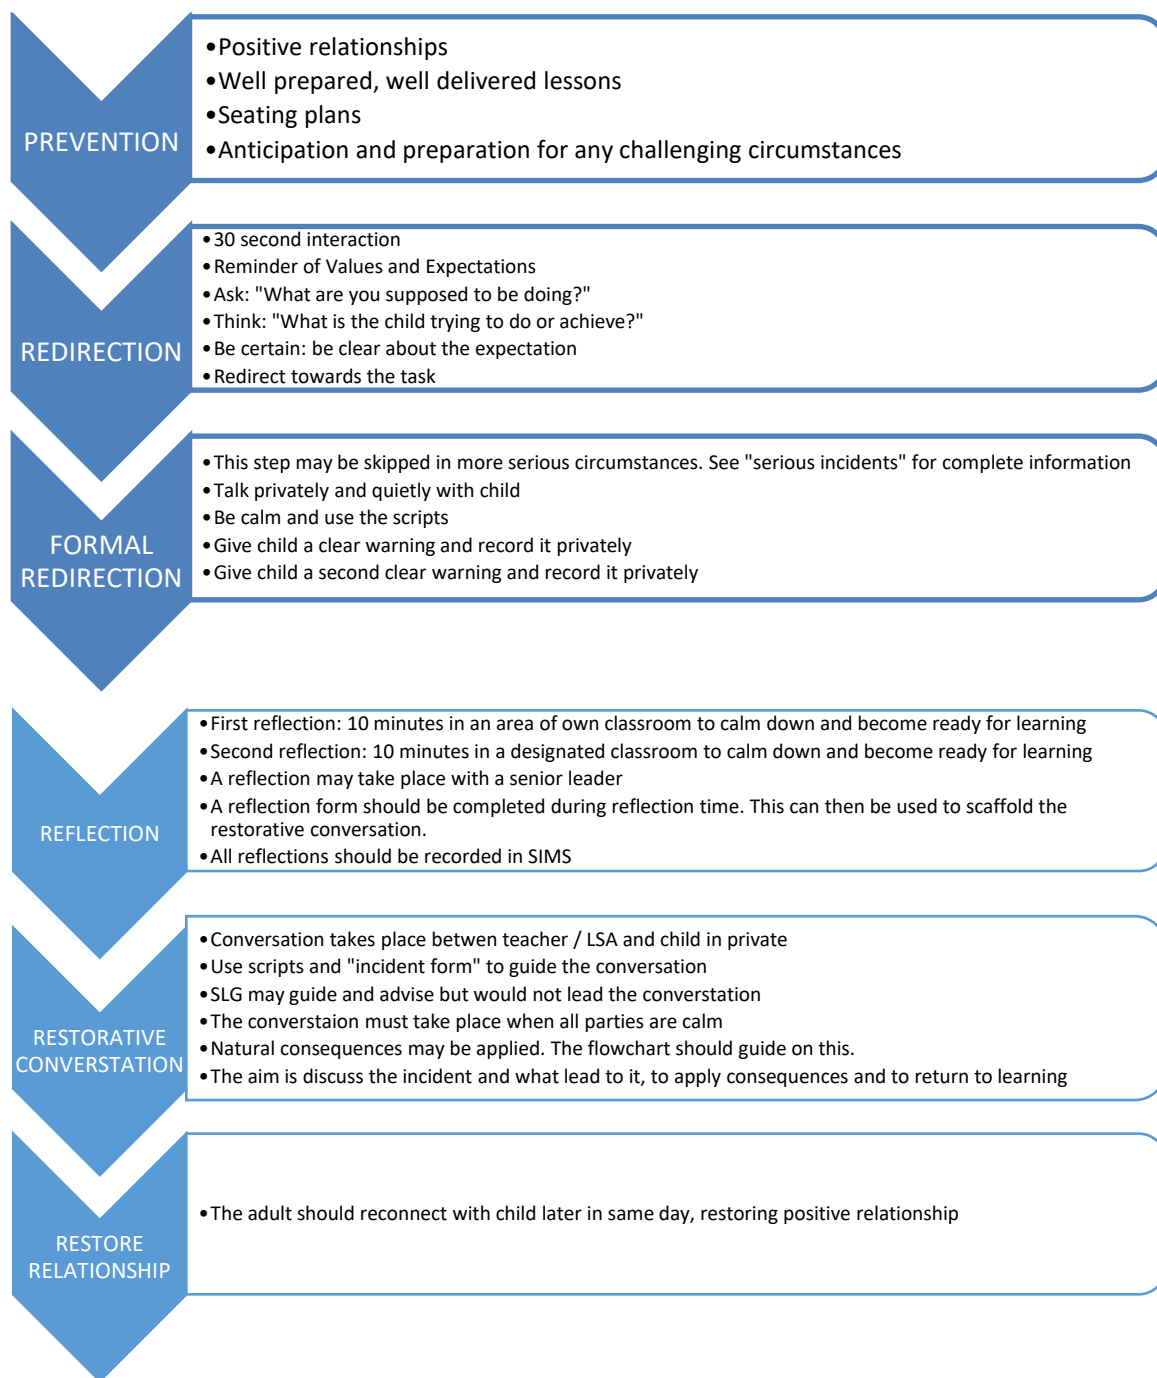 PREVENTION
•Positive relationships
•Well prepared, well delivered lessons
•Seating plans
•Anticipation and preparation for any challenging circumstances
REDIRECTION
•30 second interaction
•Reminder of Values and Expectations
•Ask: "What are you supposed to be doing?"
•Think: "What is the child trying to do or achieve?"
•Be certain: be clear about the expectation
•Redirect towards the task
FORMAL
REDIRECTION
•This step may be skipped in more serious circumstances. See "serious incidents" for complete information
•Talk privately and quietly with child
•Be calm and use the scripts
•Give child a clear warning and record it privately
•Give child a second clear warning and record it privately
REFLECTION
•First reflection: 10 minutes in an area of own classroom to calm down and become ready for learning
•Second reflection: 10 minutes in a designated classroom to calm down and become ready for learning
•A reflection may take place with a senior leader
•A reflection form should be completed during reflection time. This can then be used to scaffold the
restorative conversation.
•All reflections should be recorded in SIMS
RESTORATIVE
CONVERSTATION
•Conversation takes place betwen teacher / LSA and child in private
•Use scripts and "incident form" to guide the conversation
•SLG may guide and advise but would not lead the converstation
•The converstaion must take place when all parties are calm
•Natural consequences may be applied. The flowchart should guide on this.
•The aim is discuss the incident and what lead to it, to apply consequences and to return to learning
RESTORE
RELATIONSHIP
•The adult should reconnect with child later in same day, restoring positive relationship